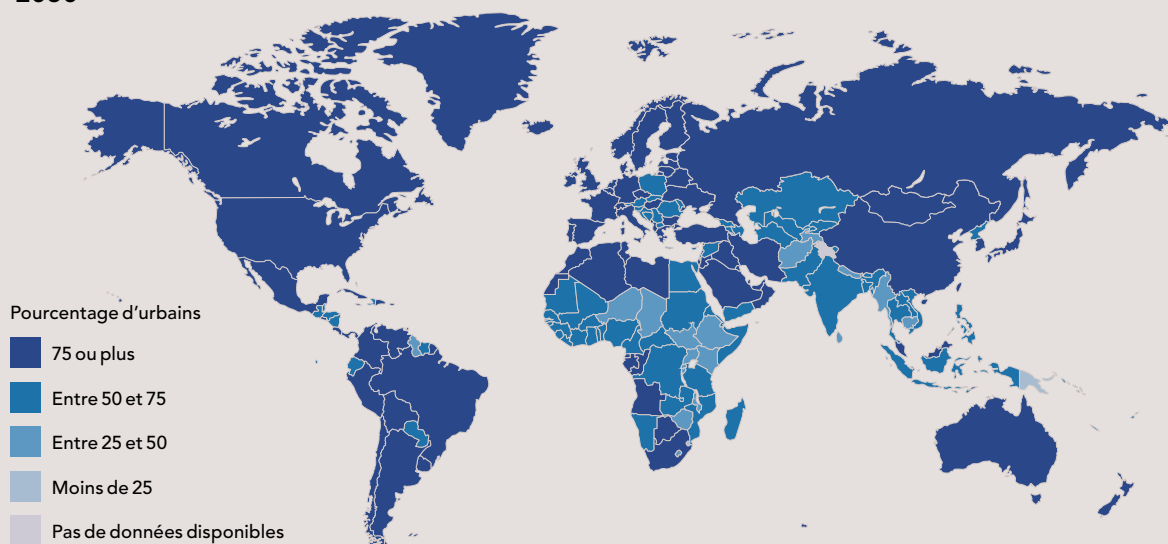 Pourcentage d'urbains
75 ou plus
Entre 50 et 75
Entre 25 et 50
Moins de 25
Pas de données disponibles